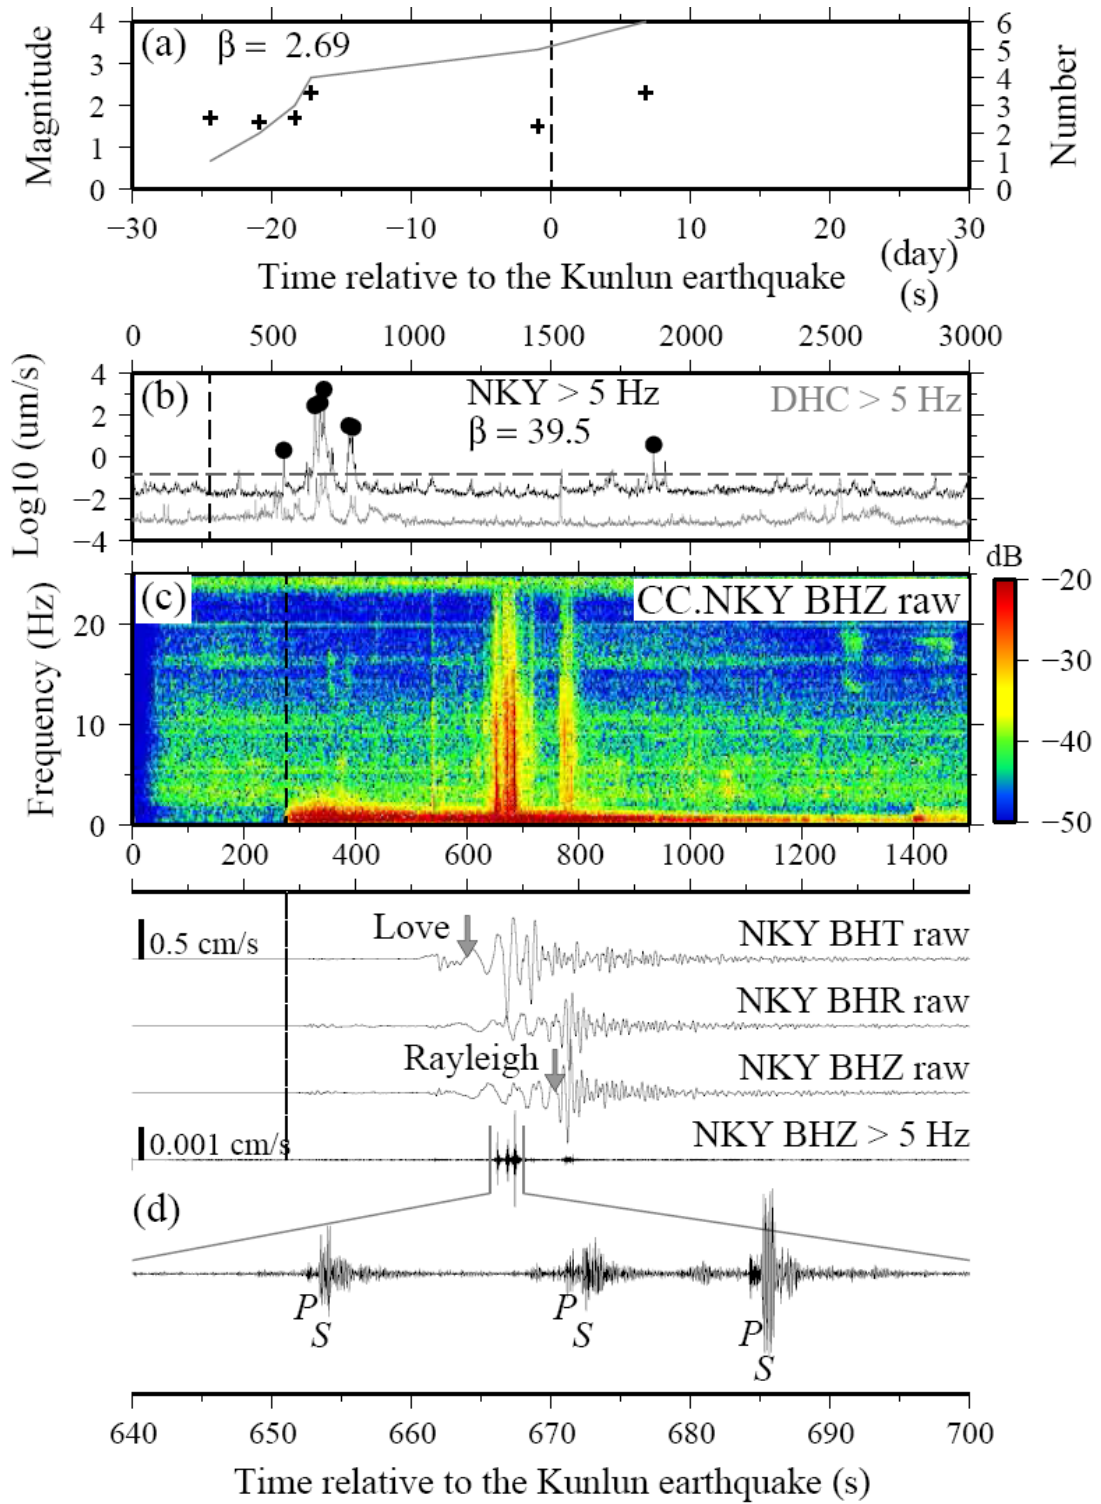 (a) β = 2.69
Magnitude
Number
4
3
2
1
0
6
5
4
3
2
1
0
−30 −20 −10 0 10 20 30
(day)
Time relative to the Kunlun earthquake
(s)
0 500 1000 1500 2000 2500 3000
(b) NKY > 5 Hz DHC > 5 Hz
β = 39.5
Log10 (um/s)
4
2
0
−2
−4
dB
(c) CC.NKY BHZ raw
Frequency (Hz)
20
10
0
−20
−30
−40
−50
0 200 400 600 800 1000 1200 1400
Love
0.5 cm/s
NKY BHT raw
NKY BHR raw
Rayleigh
NKY BHZ raw
0.001 cm/s
NKY BHZ > 5 Hz
(d)
P P P
S S S
640 650 660 670 680 690 700
Time relative to the Kunlun earthquake (s)